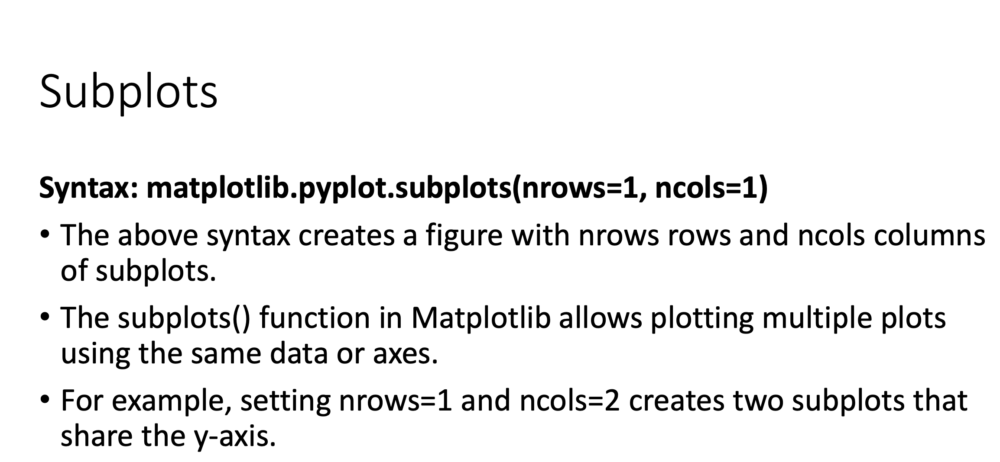 Subplots
Syntax: matplotlib.pyplot.subplots(nrows=1, ncols=1)
• The above syntax creates a figure with nrows rows and ncols columns
of subplots.
• The subplots() function in Matplotlib allows plotting multiple plots
using the same data or axes.
• For example, setting nrows=1 and ncols=2 creates two subplots that
share the y-axis.